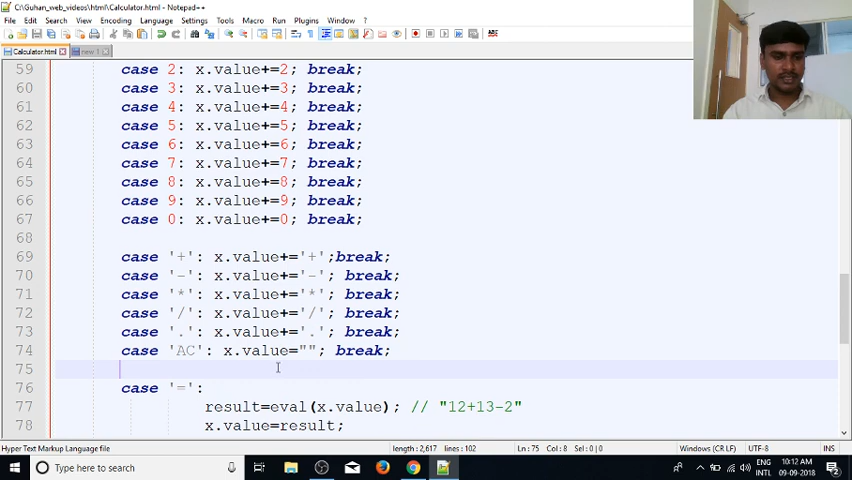 C:\Guhan_web_videos\html\Calculator.html - Notepad++
File Edit Search View Encoding Language Settings Tools Macro Run Plugins Window ?
Calculator.html new 1
59 case 2: x.value+=2; break;
60 case 3: x.value+=3; break;
61 case 4: x.value+=4; break;
62 case 5: x.value+=5; break;
63 case 6: x.value+=6; break;
64 case 7: x.value+=7; break;
65 case 8: x.value+=8; break;
66 case 9: x.value+=9; break;
67 case 0: x.value+=0; break;
68
69 case '+': x.value+='+';break;
70 case '-': x.value+='-'; break;
71 case '*': x.value+='*'; break;
72 case '/': x.value+='/'; break;
73 case '.': x.value+='.'; break;
74 case 'AC': x.value=""; break;
75
76 case '=':
77 result=eval(x.value); // "12+13-2"
78 x.value=result;
Hyper Text Markup Language file length : 2,617 lines : 102 Ln : 75 Col : 8 Sel : 0 | 0 Windows (CR LF) UTF-8 INS
Type here to search
ENG 10:12 AM
INTL 09-09-2018